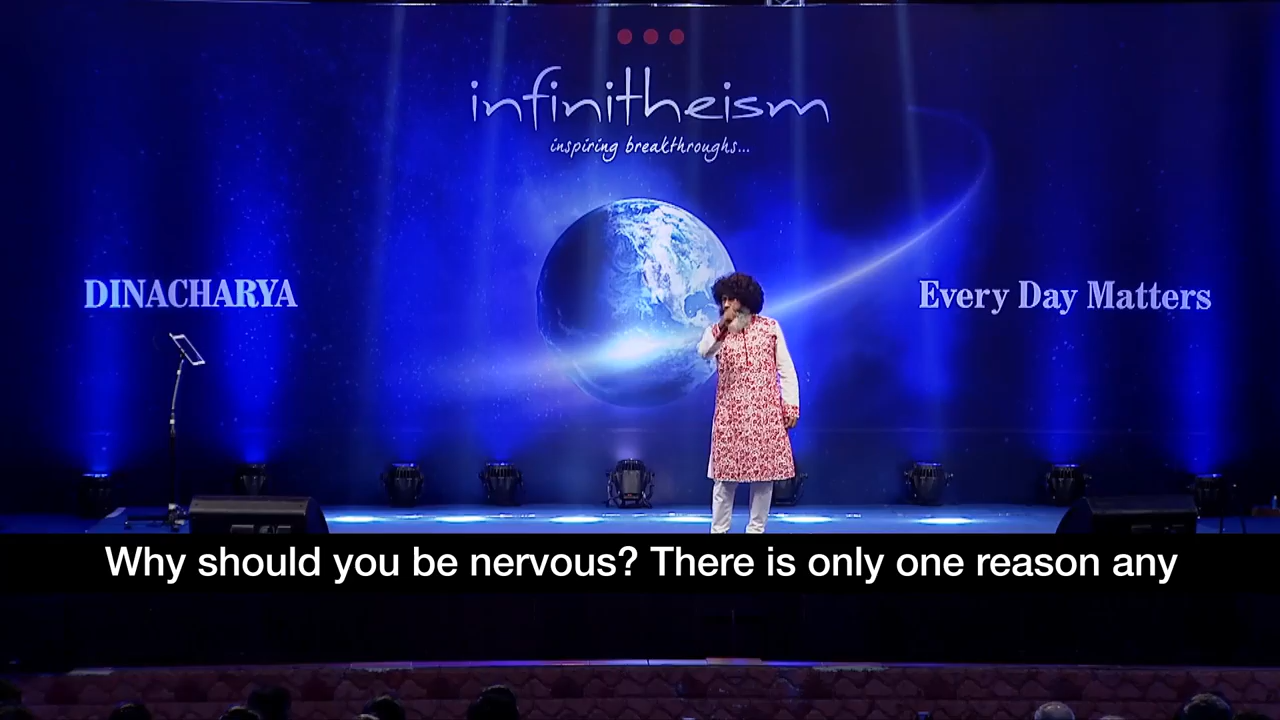 infinitheism
inspiring breakthroughs...
DINACHARYA
Every Day Matters
Why should you be nervous? There is only one reason any